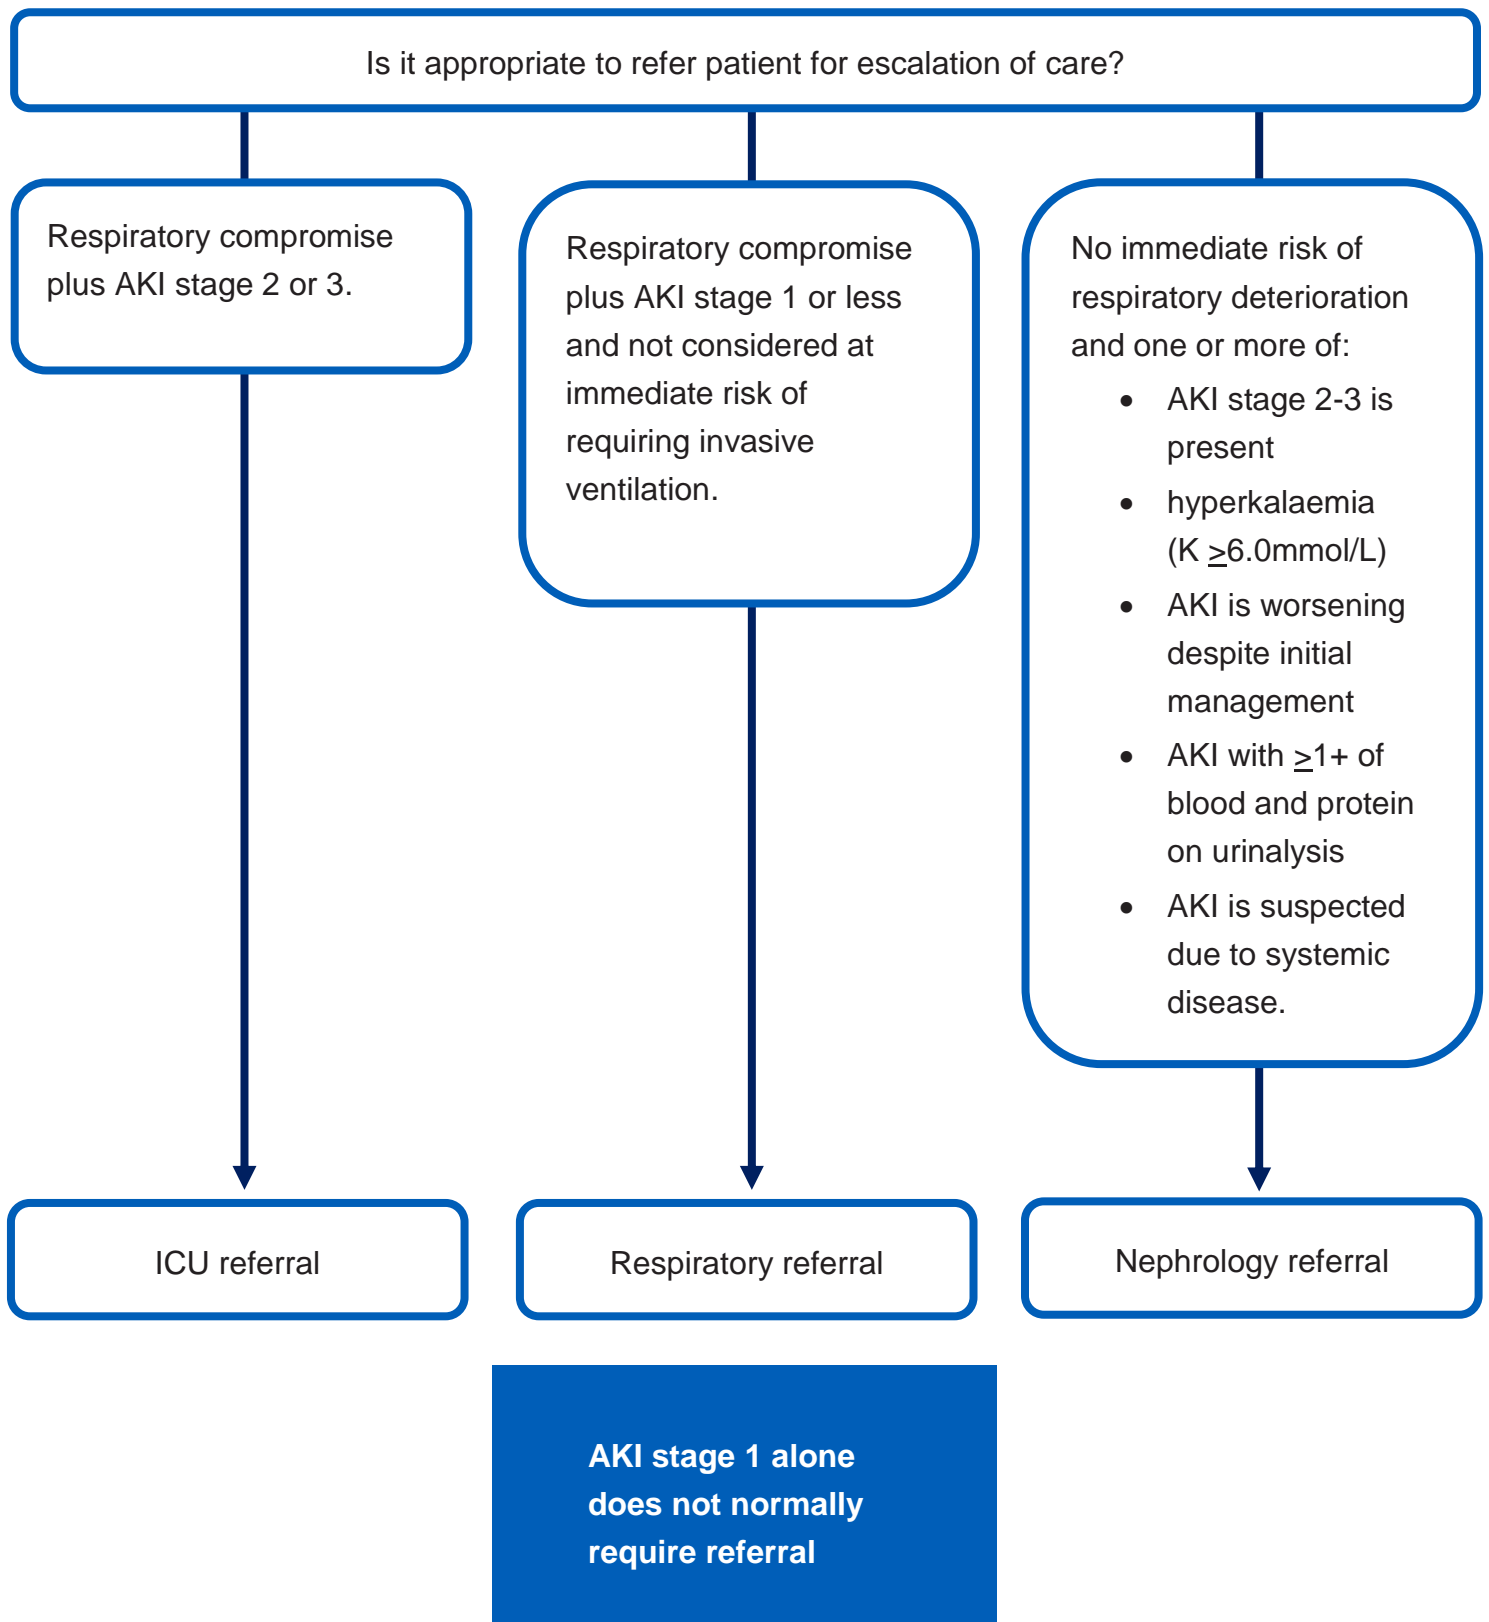 Is it appropriate to refer patient for escalation of care?
Respiratory compromise
plus AKI stage 2 or 3.
Respiratory compromise
plus AKI stage 1 or less
and not considered at
immediate risk of
requiring invasive
ventilation.
No immediate risk of
respiratory deterioration
and one or more of:
• AKI stage 2-3 is
present
• hyperkalaemia
(K ≥6.0mmol/L)
• AKI is worsening
despite initial
management
• AKI with ≥1+ of
blood and protein
on urinalysis
• AKI is suspected
due to systemic
disease.
ICU referral
Respiratory referral
Nephrology referral
AKI stage 1 alone
does not normally
require referral